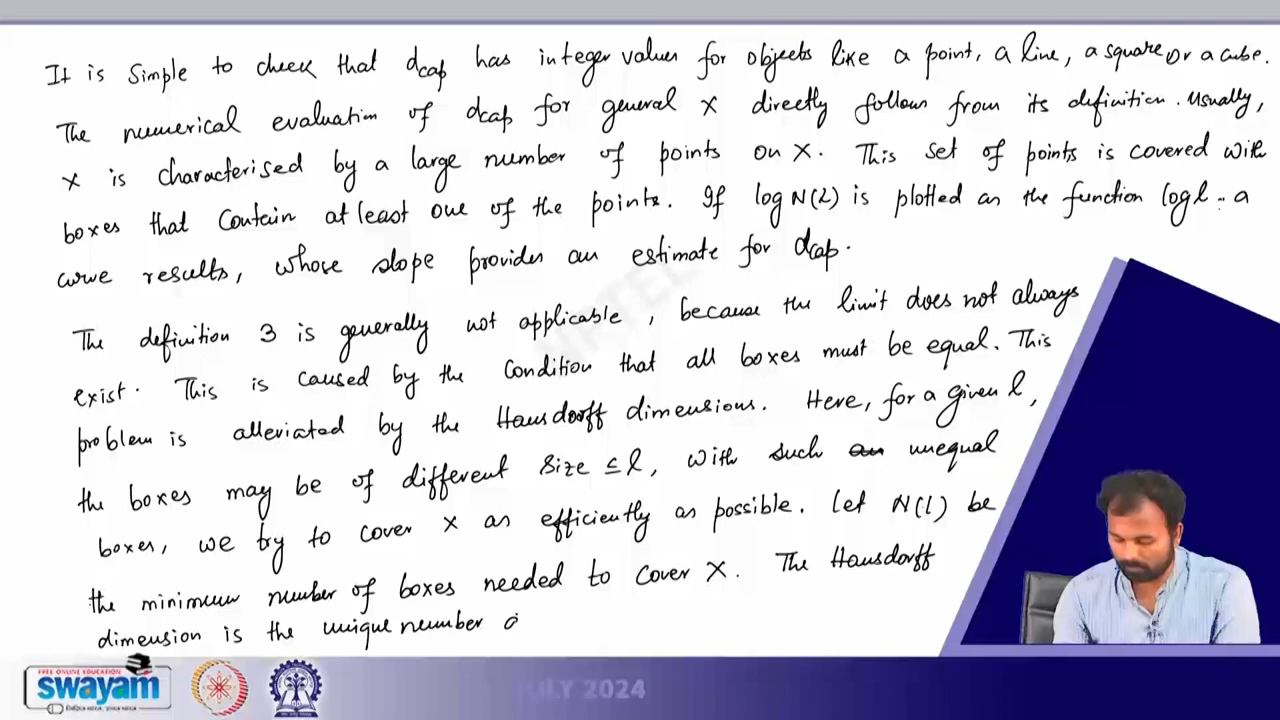 It is simple to check that dcap has integer values for objects like a point, a line, a square or a cube.
The numerical evaluation of dcap for general X directly follows from its definition. Usually,
X is characterised by a large number of points on X. This set of points is covered with
boxes that contain at least one of the points. If log N(l) is plotted as the function log l - a
curve results, whose slope provides an estimate for dcap.
The definition 3 is generally not applicable, because the limit does not always
exist. This is caused by the condition that all boxes must be equal. This
problem is alleviated by the Hausdorff dimensions. Here, for a given l,
the boxes may be of different size ≤ l, with such unequal
boxes, we try to cover X as efficiently as possible. Let N(l) be
the minimum number of boxes needed to cover X. The Hausdorff
dimension is the unique number
FREE ONLINE EDUCATION
swayam
JULY 2024
NPTEL